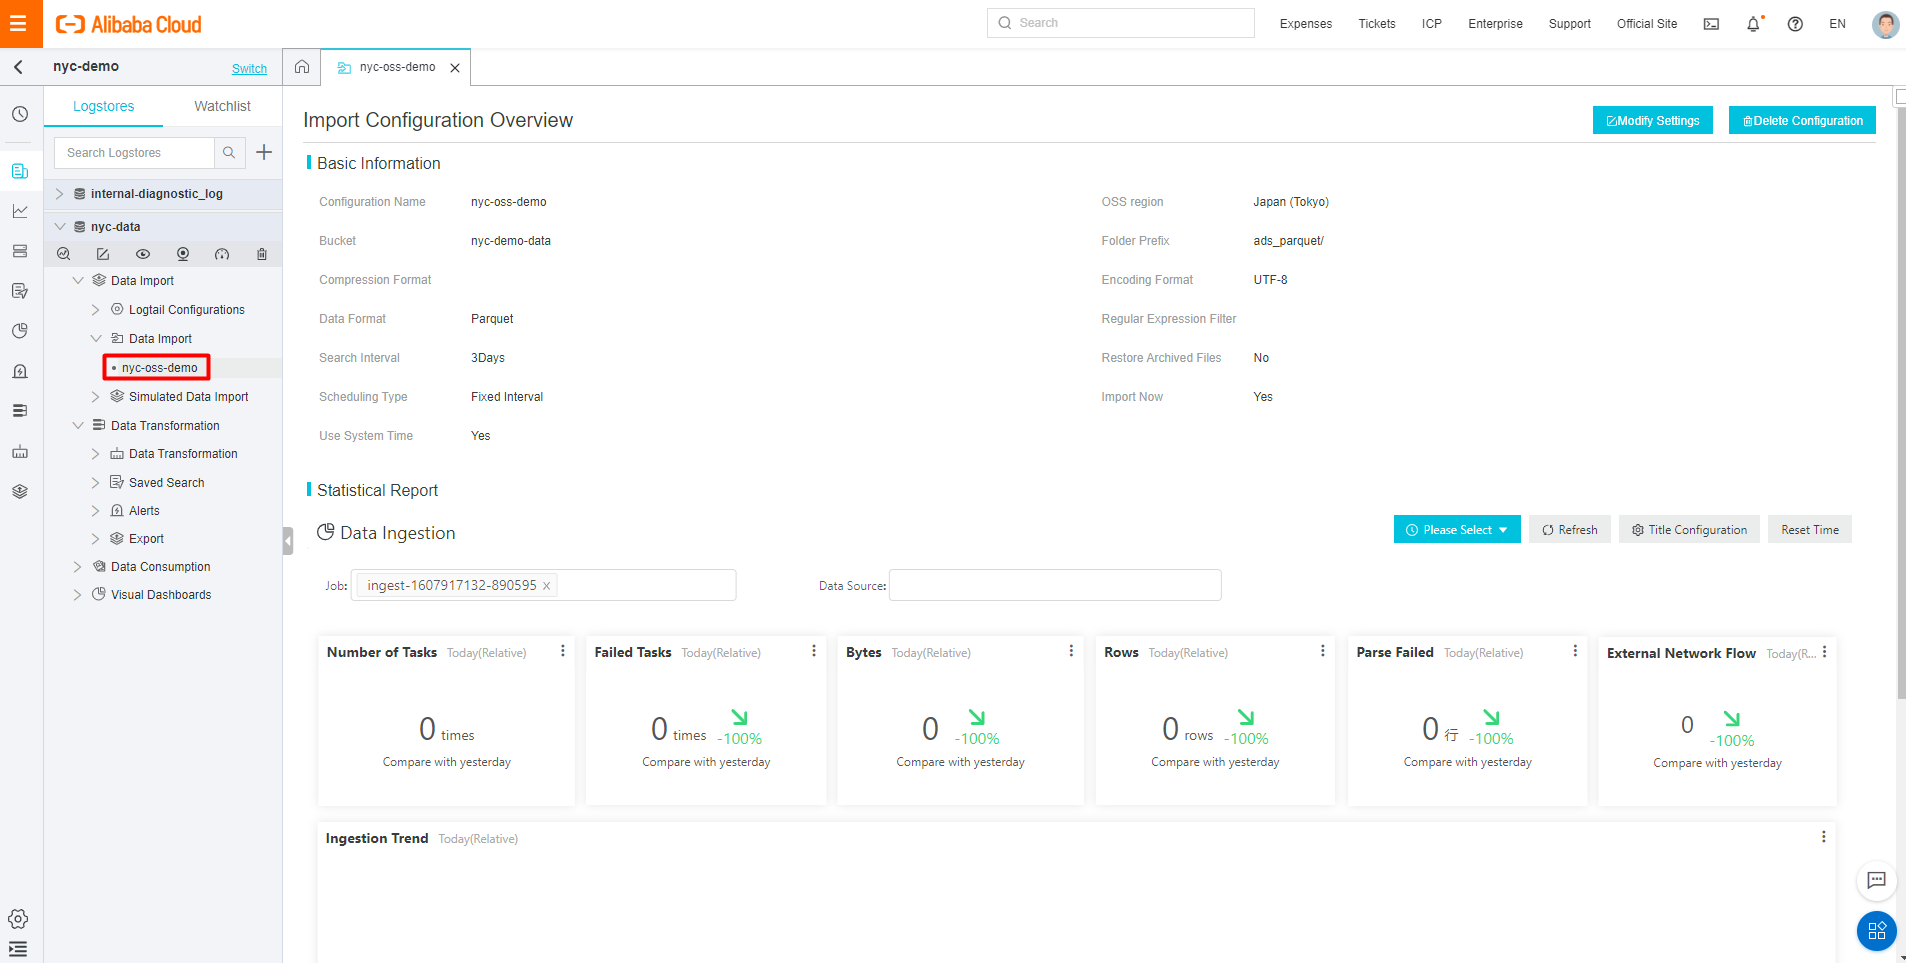 Alibaba Cloud
Search
Expenses
Tickets
ICP
Enterprise
Support
Official Site
EN
nyc-demo
Switch
nyc-oss-demo
Logstores
Watchlist
Search Logstores
internal-diagnostic_log
nyc-data
Data Import
Logtail Configurations
Data Import
nyc-oss-demo
Simulated Data Import
Data Transformation
Data Transformation
Saved Search
Alerts
Export
Data Consumption
Visual Dashboards
Import Configuration Overview
Modify Settings
Delete Configuration
Basic Information
Configuration Name nyc-oss-demo
OSS region Japan (Tokyo)
Bucket nyc-demo-data
Folder Prefix ads_parquet/
Compression Format
Encoding Format UTF-8
Data Format Parquet
Regular Expression Filter
Search Interval 3Days
Restore Archived Files No
Scheduling Type Fixed Interval
Import Now Yes
Use System Time Yes
Statistical Report
Data Ingestion
Please Select
Refresh
Title Configuration
Reset Time
Job: ingest-1607917132-890595 x
Data Source:
Number of Tasks Today(Relative)
0 times
Compare with yesterday
Failed Tasks Today(Relative)
0 times -100%
Compare with yesterday
Bytes Today(Relative)
0 -100%
Compare with yesterday
Rows Today(Relative)
0 rows -100%
Compare with yesterday
Parse Failed Today(Relative)
0 行 -100%
Compare with yesterday
External Network Flow Today(R...
0 -100%
Compare with yesterday
Ingestion Trend Today(Relative)